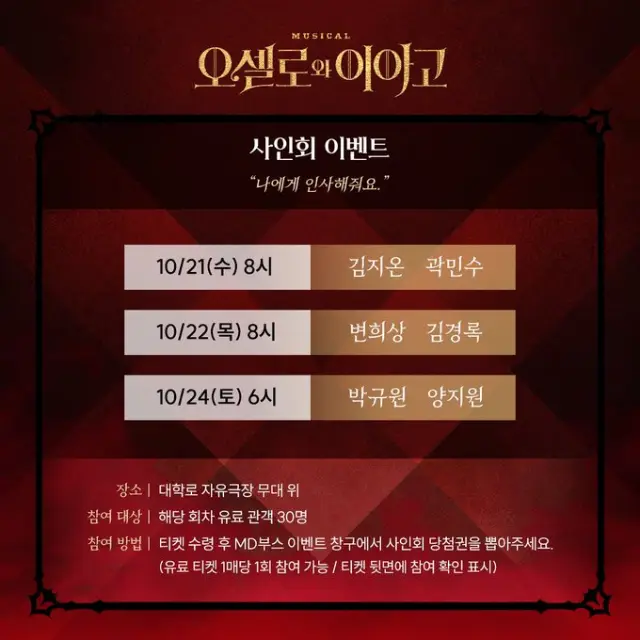 MUSICAL
오셀로와 이아고
사인회 이벤트
“나에게 인사해줘요.”
10/21(수) 8시 김지온 곽민수
10/22(목) 8시 변희상 김경록
10/24(토) 6시 박규원 양지원
장소 | 대학로 자유극장 무대 위
참여 대상 | 해당 회차 유료 관객 30명
참여 방법 | 티켓 수령 후 MD부스 이벤트 창구에서 사인회 당첨권을 뽑아주세요.
(유료 티켓 1매당 1회 참여 가능 / 티켓 뒷면에 참여 확인 표시)